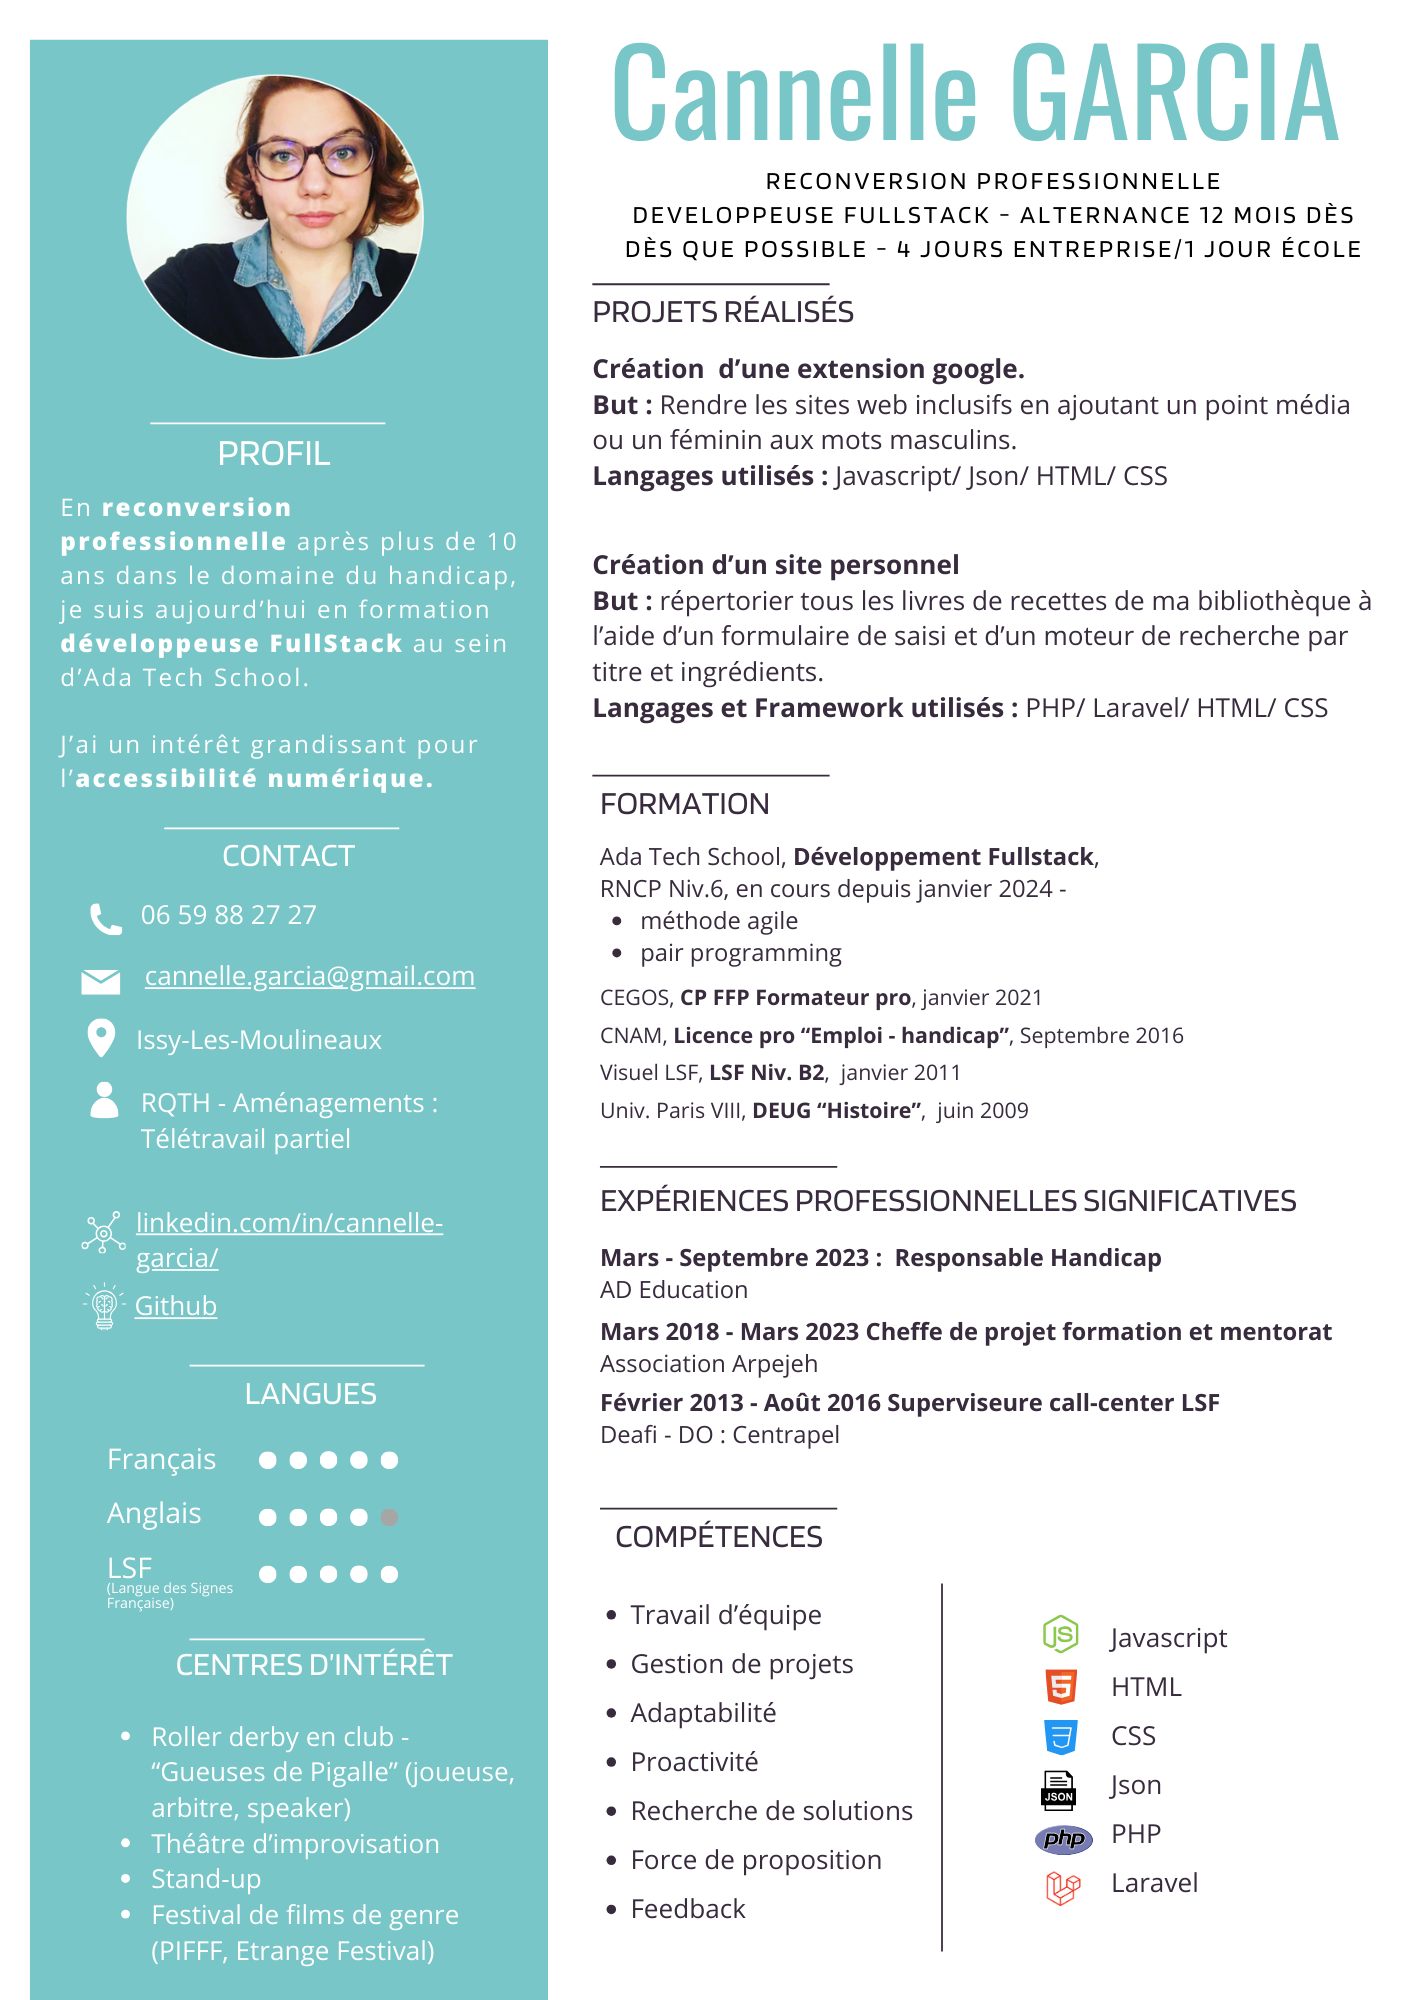 Cannelle GARCIA
RECONVERSION PROFESSIONNELLE
DEVELOPPEUSE FULLSTACK - ALTERNANCE 12 MOIS DÈS
DÈS QUE POSSIBLE - 4 JOURS ENTREPRISE/1 JOUR ÉCOLE
PROFIL
En reconversion
professionnelle après plus de 10
ans dans le domaine du handicap,
je suis aujourd’hui en formation
développeuse FullStack au sein
d’Ada Tech School.
J’ai un intérêt grandissant pour
l’accessibilité numérique.
CONTACT
06 59 88 27 27
cannelle.garcia@gmail.com
Issy-Les-Moulineaux
RQTH - Aménagements :
Télétravail partiel
linkedin.com/in/cannelle-
garcia/
Github
LANGUES
Français
Anglais
LSF
(Langue des Signes
Française)
CENTRES D’INTÉRÊT
• Roller derby en club -
“Gueuses de Pigalle” (joueuse,
arbitre, speaker)
• Théâtre d’improvisation
• Stand-up
• Festival de films de genre
(PIFFF, Etrange Festival)
PROJETS RÉALISÉS
Création  d’une extension google.
But : Rendre les sites web inclusifs en ajoutant un point média
ou un féminin aux mots masculins.
Langages utilisés : Javascript/ Json/ HTML/ CSS
Création d’un site personnel
But : répertorier tous les livres de recettes de ma bibliothèque à
l’aide d’un formulaire de saisi et d’un moteur de recherche par
titre et ingrédients.
Langages et Framework utilisés : PHP/ Laravel/ HTML/ CSS
FORMATION
Ada Tech School, Développement Fullstack,
RNCP Niv.6, en cours depuis janvier 2024 -
• méthode agile
• pair programming
CEGOS, CP FFP Formateur pro, janvier 2021
CNAM, Licence pro “Emploi - handicap”, Septembre 2016
Visuel LSF, LSF Niv. B2,  janvier 2011
Univ. Paris VIII, DEUG “Histoire”,  juin 2009
EXPÉRIENCES PROFESSIONNELLES SIGNIFICATIVES
Mars - Septembre 2023 :  Responsable Handicap
AD Education
Mars 2018 - Mars 2023 Cheffe de projet formation et mentorat
Association Arpejeh
Février 2013 - Août 2016 Superviseure call-center LSF
Deafi - DO : Centrapel
COMPÉTENCES
• Travail d’équipe
• Gestion de projets
• Adaptabilité
• Proactivité
• Recherche de solutions
• Force de proposition
• Feedback
JS Javascript
5 HTML
CSS
JSON Json
php PHP
Laravel